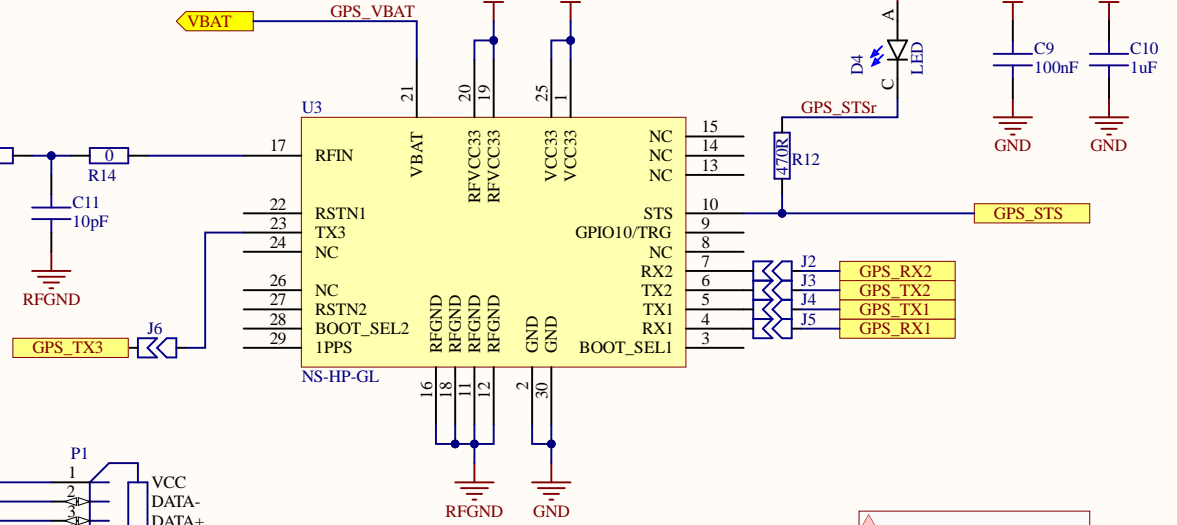 GPS_VBAT
VBAT
A
D4
LED
C
C9
100nF
C10
1uF
GND
GND
GPS_STSr
470R
R12
U3
21
20
19
25
1
VBAT
RFVCC33
RFVCC33
VCC33
VCC33
0
R14
C11
10pF
RFGND
17 RFIN
22 RSTN1
23 TX3
24 NC
26 NC
27 RSTN2
28 BOOT_SEL2
29 1PPS
NC 15
NC 14
NC 13
STS 10
GPIO10/TRG 9
NC 8
RX2 7
TX2 6
TX1 5
RX1 4
BOOT_SEL1 3
GPS_STS
J2 GPS_RX2
J3 GPS_TX2
J4 GPS_TX1
J5 GPS_RX1
J6
GPS_TX3
RFGND
RFGND
RFGND
RFGND
GND
GND
NS-HP-GL
16
18
11
12
2
30
RFGND
GND
P1
1 VCC
2 DATA-
3 DATA+